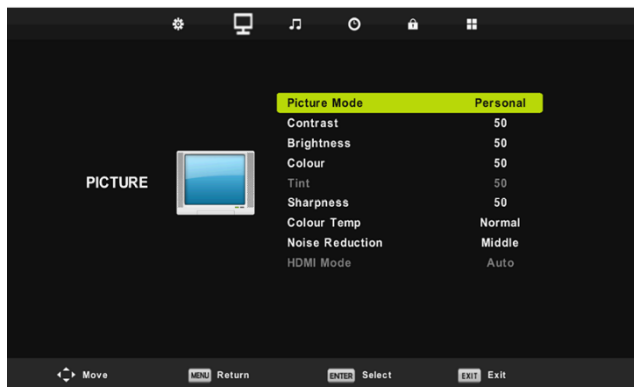 Picture Mode Personal
Contrast 50
Brightness 50
Colour 50
PICTURE
Tint 50
Sharpness 50
Colour Temp Normal
Noise Reduction Middle
HDMI Mode Auto
Move MENU Return ENTER Select EXIT Exit